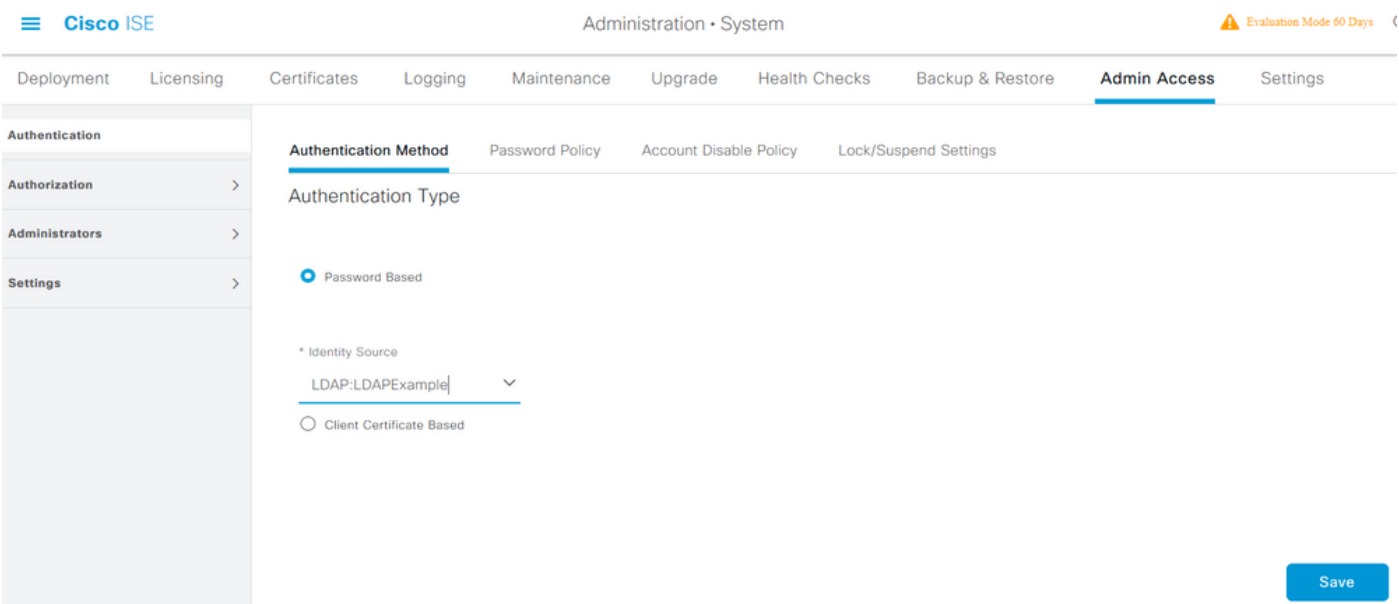 Cisco ISE
Administration • System
Evaluation Mode 60 Days
Deployment Licensing Certificates Logging Maintenance Upgrade Health Checks Backup & Restore Admin Access Settings
Authentication
Authorization
Administrators
Settings
Authentication Method Password Policy Account Disable Policy Lock/Suspend Settings
Authentication Type
Password Based
* Identity Source
LDAP:LDAPExample
Client Certificate Based
Save